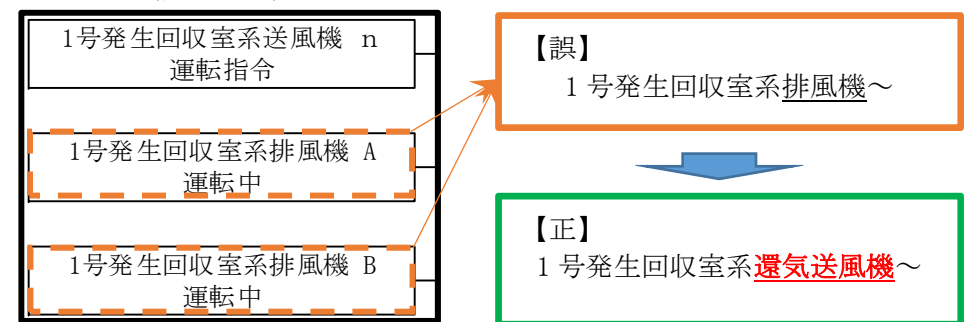 1号発生回収室系送風機 n
運転指令
1号発生回収室系排風機 A
運転中
1号発生回収室系排風機 B
運転中
【誤】
1号発生回収室系排風機～
【正】
1号発生回収室系還気送風機～